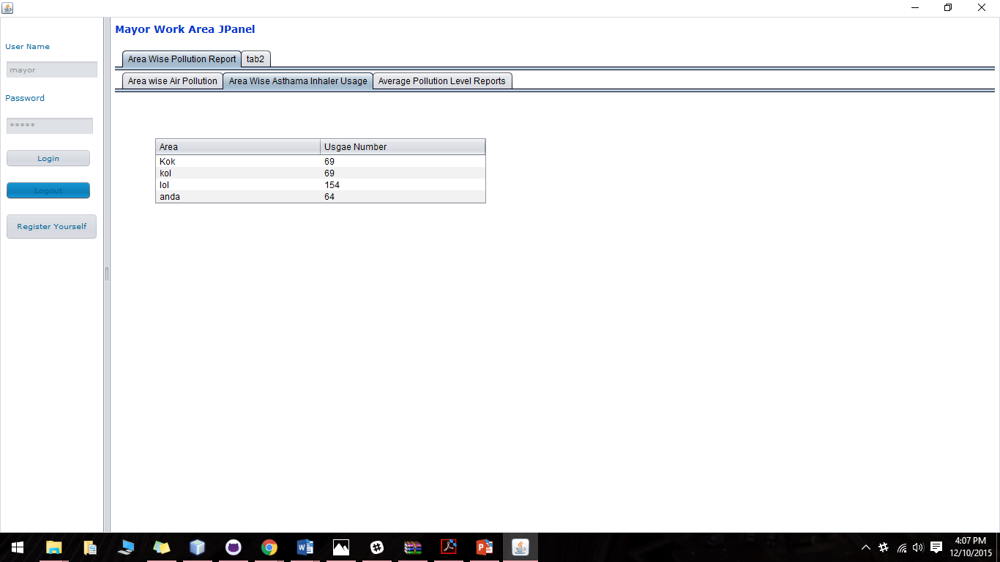 Mayor Work Area JPanel
User Name
mayor
Password
*****
Login
Logout
Register Yourself
Area Wise Pollution Report tab2
Area wise Air Pollution Area Wise Asthama Inhaler Usage Average Pollution Level Reports
Area Usgae Number
Kok 69
kol 69
lol 154
anda 64
4:07 PM
12/10/2015